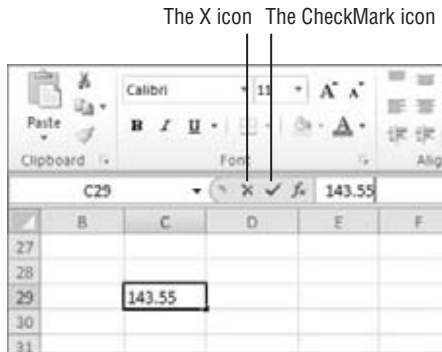 The X icon The CheckMark icon
Calibri 11 A A
Paste B I U A
Clipboard Font Alig
C29 fx 143.55
B C D E F
27
28
29 143.55
30
31